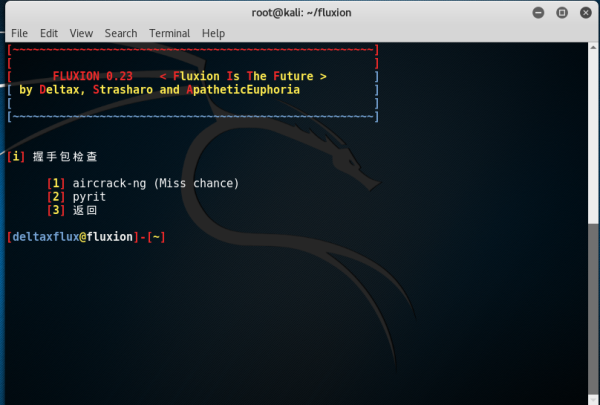 root@kali: ~/fluxion
File Edit View Search Terminal Help
[~~~~~~~~~~~~~~~~~~~~~~~~~~~~~~~~~~~~~~~~~~~~~~~~~~~~~~]
[ ]
[ FLUXION 0.23 < Fluxion Is The Future > ]
[ by Deltax, Strasharo and ApatheticEuphoria ]
[ ]
[~~~~~~~~~~~~~~~~~~~~~~~~~~~~~~~~~~~~~~~~~~~~~~~~~~~~~~]
[i] 握手包检查
[1] aircrack-ng (Miss chance)
[2] pyrit
[3] 返回
[deltaxflux@fluxion]-[~]